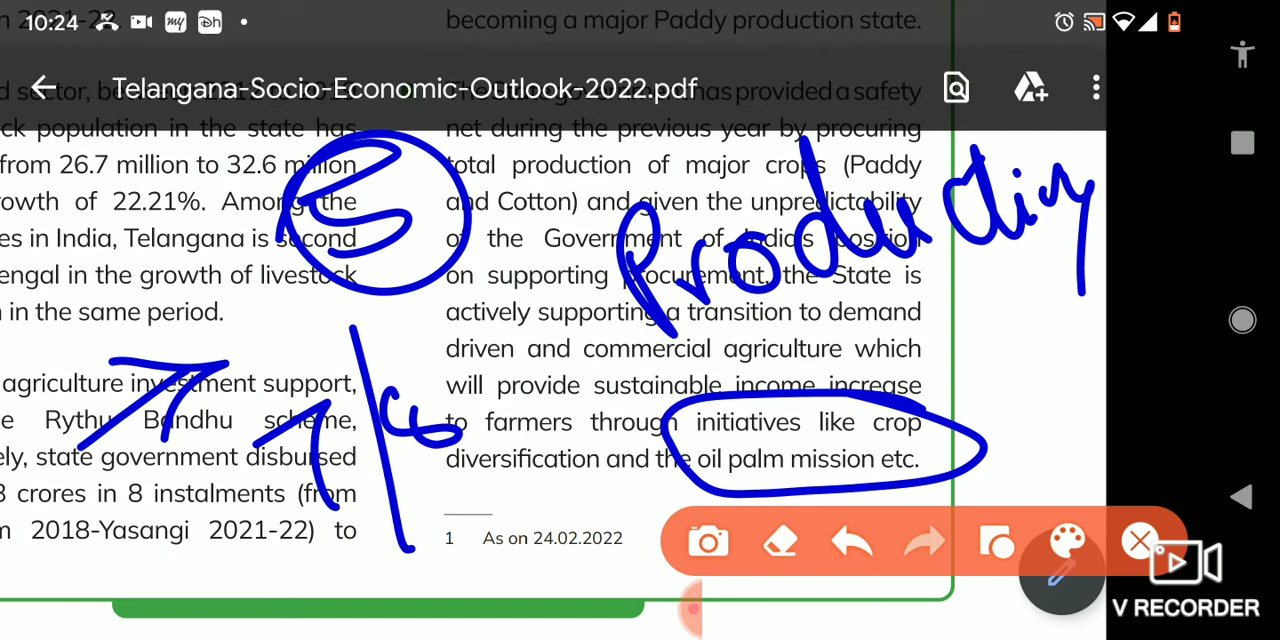 10:24
n 2021-22
becoming a major Paddy production state.
Telangana-Socio-Economic-Outlook-2022.pdf
d sector,
has provided a safety
ck population in the state has
net during the previous year by procuring
from 26.7 million to 32.6 million
total production of major crops (Paddy
rowth of 22.21%. Among the
and Cotton) and given the unpredictability
es in India, Telangana is second
of the Government of India's position
engal in the growth of livestock
on supporting procurement, the State is
n in the same period.
actively supporting a transition to demand
driven and commercial agriculture which
agriculture investment support,
will provide sustainable income increase
e Rythu Bandhu scheme,
to farmers through initiatives like crop
ely, state government disbursed
diversification and the oil palm mission etc.
3 crores in 8 instalments (from
m 2018-Yasangi 2021-22) to
1 As on 24.02.2022
V RECORDER